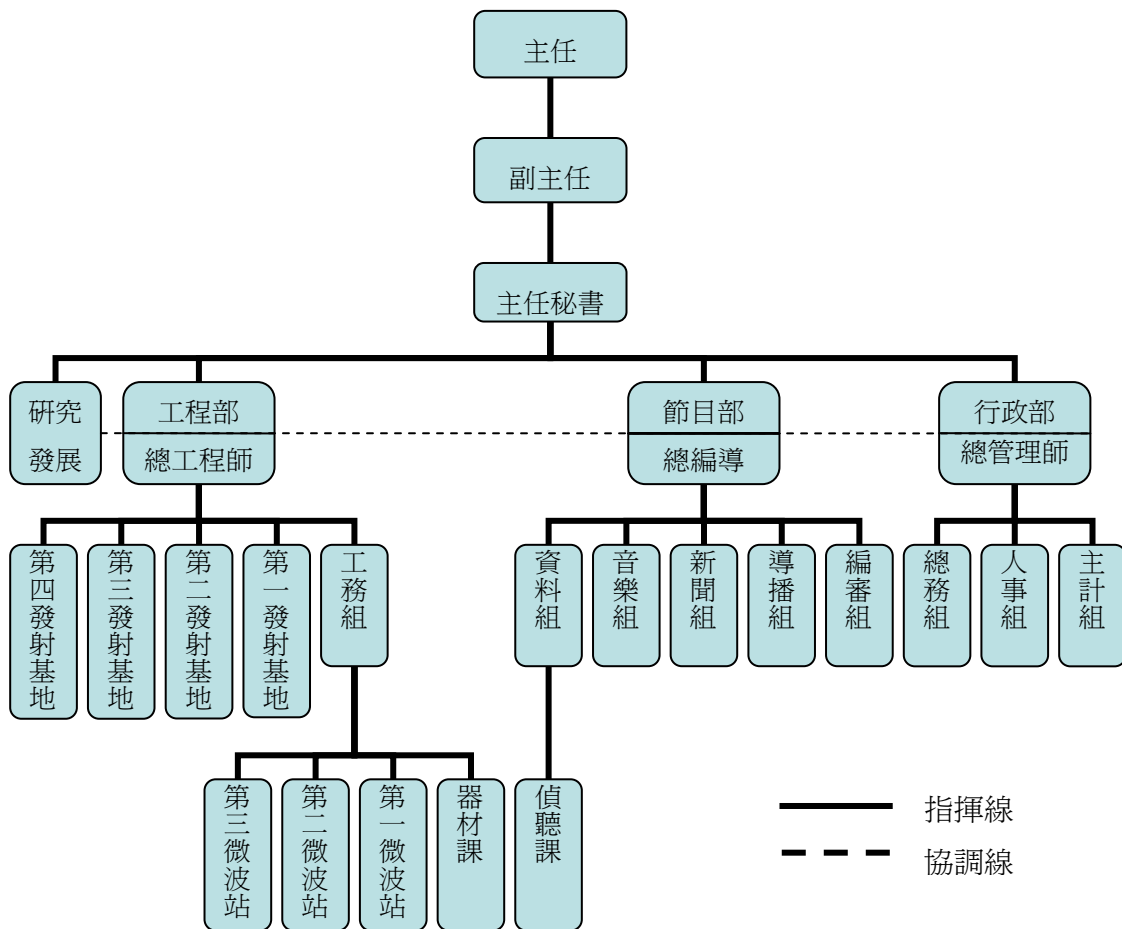 主任
副主任
主任秘書
研究
發展
工程部
總工程師
節目部
總編導
行政部
總管理師
第四發射基地
第三發射基地
第二發射基地
第一發射基地
工務組
資料組
音樂組
新聞組
導播組
編審組
總務組
人事組
主計組
第三微波站
第二微波站
第一微波站
器材課
偵聽課
指揮線
協調線